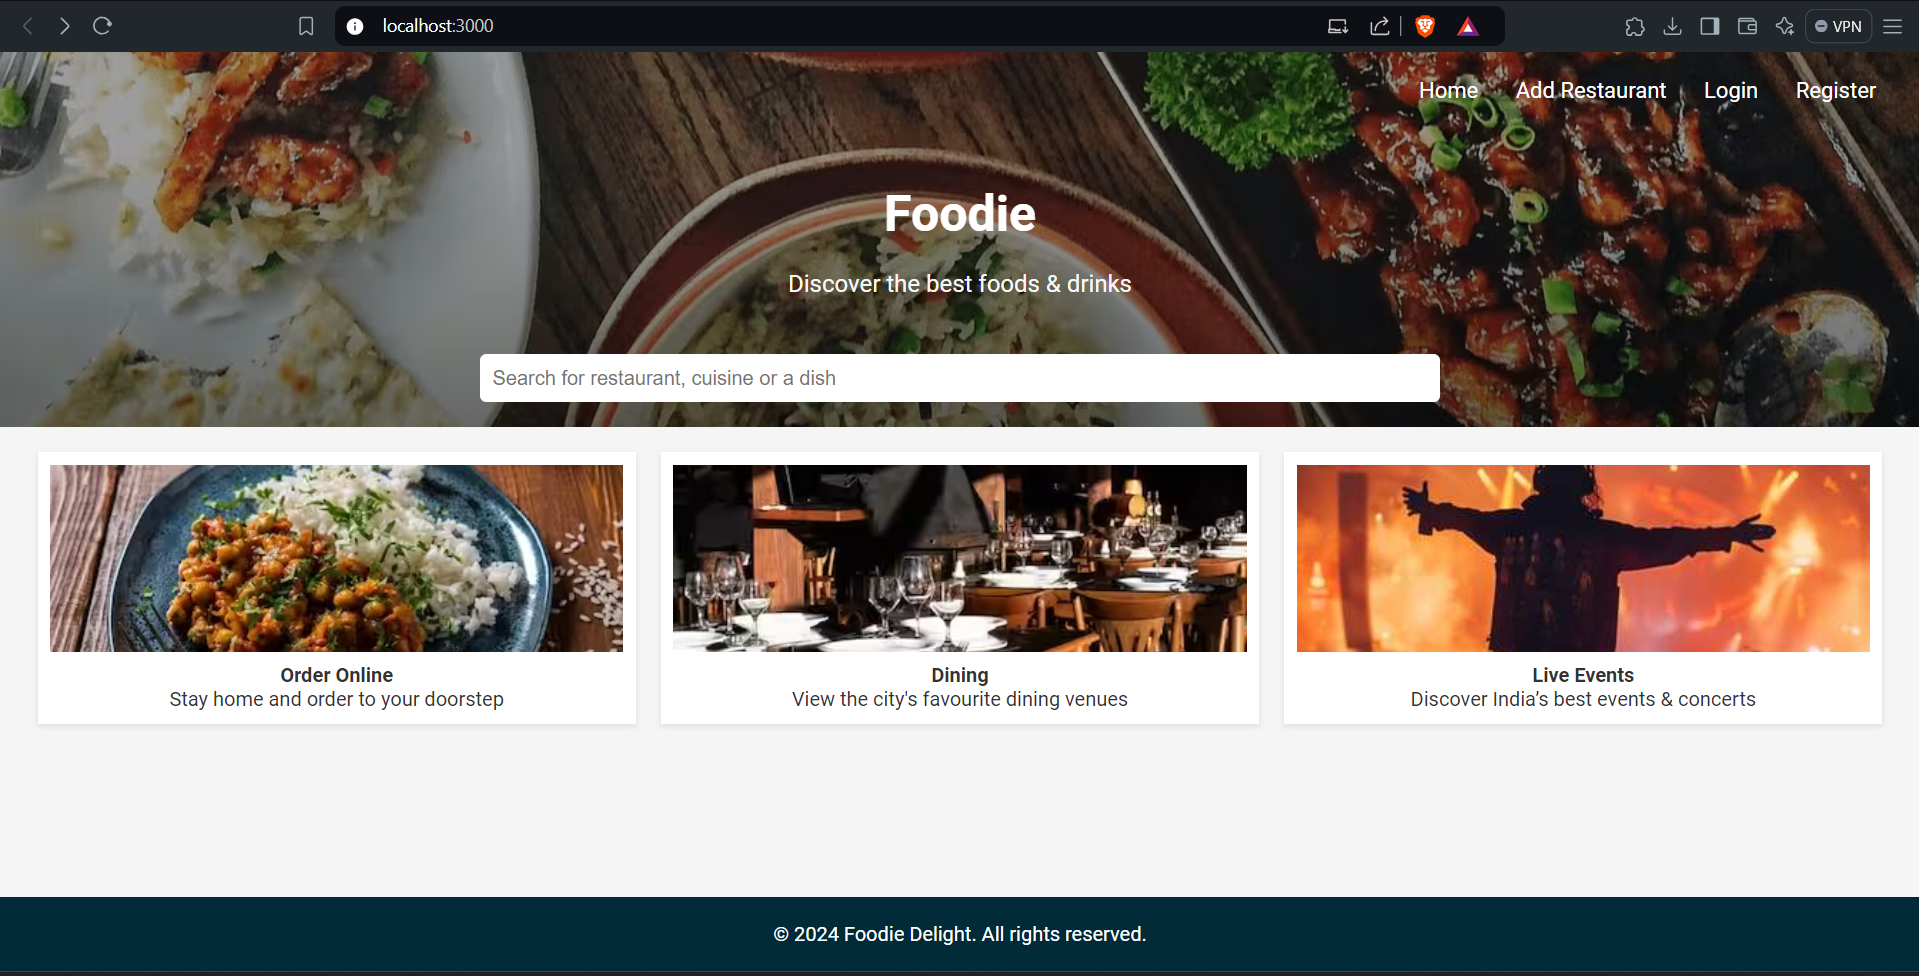 localhost:3000
VPN
Home Add Restaurant Login Register
Foodie
Discover the best foods & drinks
Search for restaurant, cuisine or a dish
Order Online
Stay home and order to your doorstep
Dining
View the city's favourite dining venues
Live Events
Discover India’s best events & concerts
© 2024 Foodie Delight. All rights reserved.